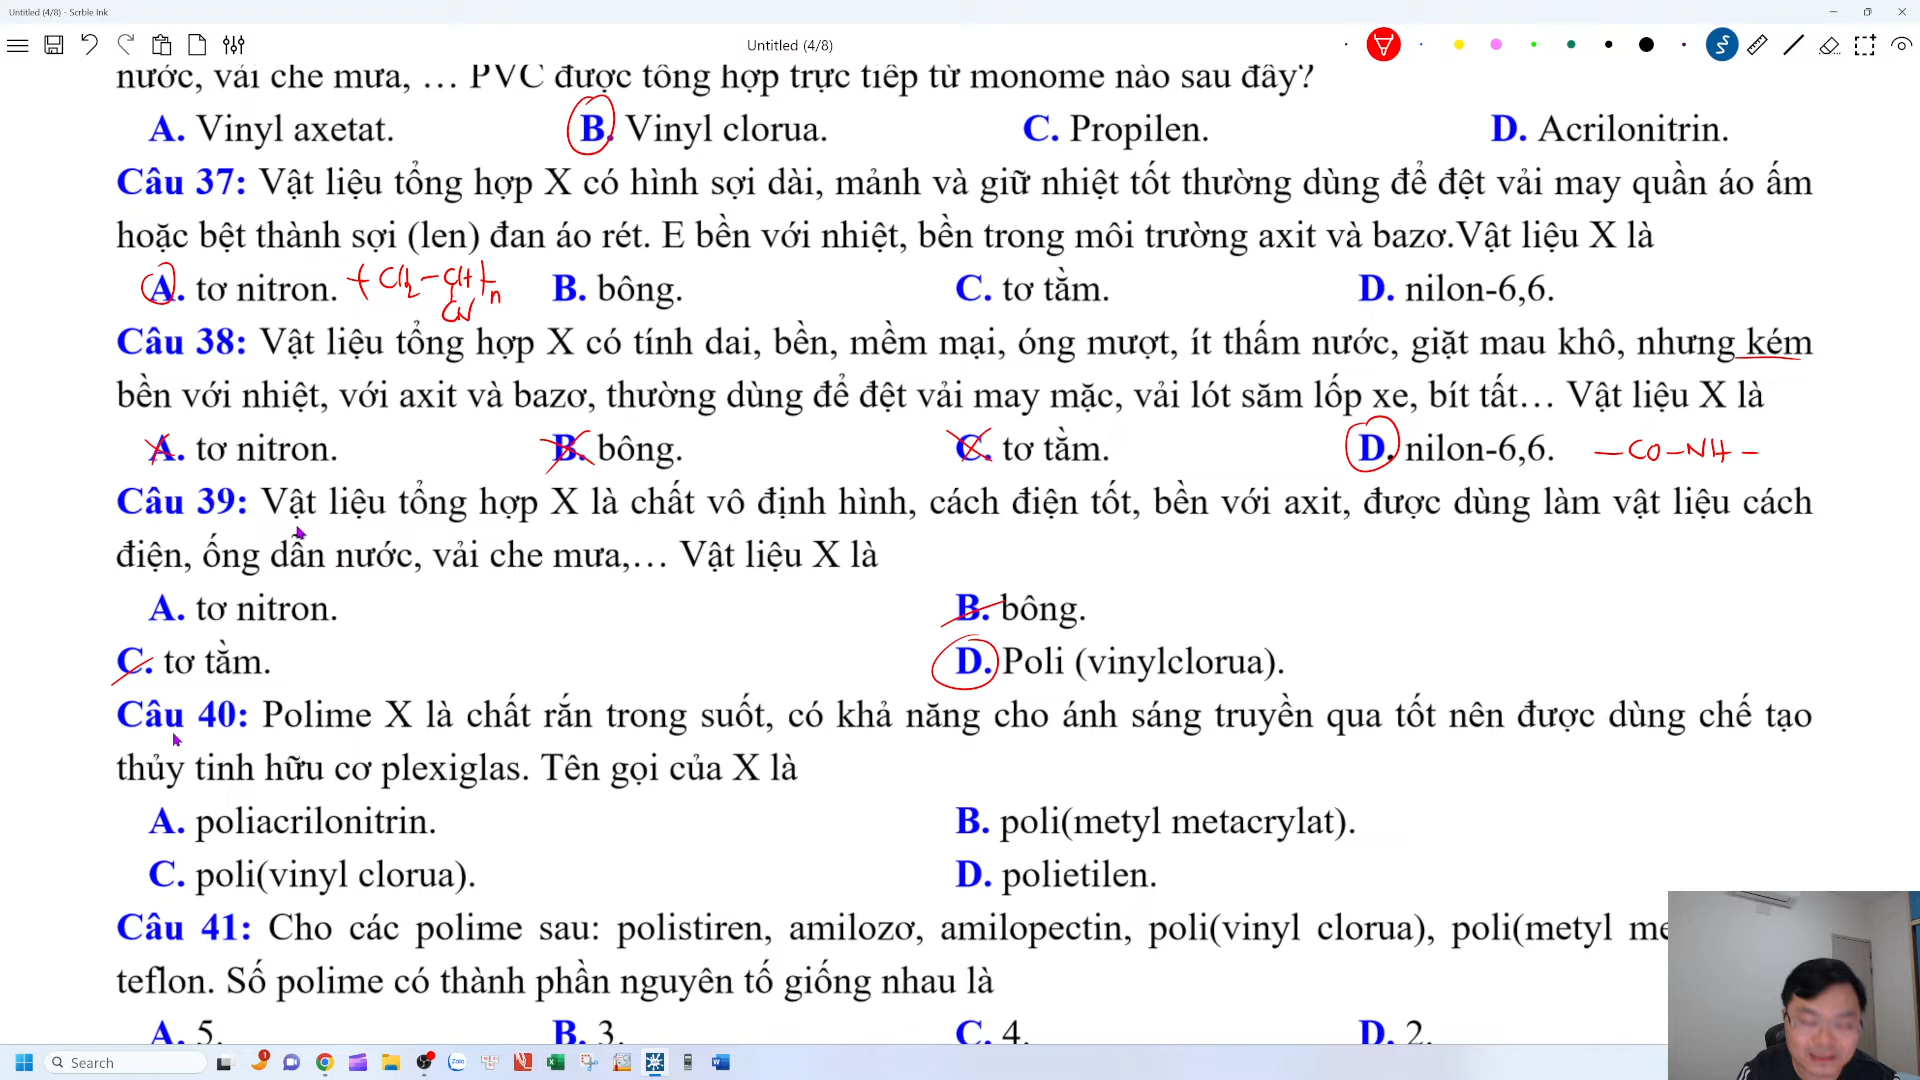 Untitled (4/8) - Scrble Ink
Untitled (4/8)
nước, vải che mưa, … PVC được tổng hợp trực tiếp từ monome nào sau đây?
A. Vinyl axetat. B. Vinyl clorua. C. Propilen. D. Acrilonitrin.
Câu 37: Vật liệu tổng hợp X có hình sợi dài, mảnh và giữ nhiệt tốt thường dùng để đệt vải may quần áo ấm
hoặc bệt thành sợi (len) đan áo rét. E bền với nhiệt, bền trong môi trường axit và bazơ.Vật liệu X là
A. tơ nitron. B. bông. C. tơ tằm. D. nilon-6,6.
CH2 – CH n
CN
Câu 38: Vật liệu tổng hợp X có tính dai, bền, mềm mại, óng mượt, ít thấm nước, giặt mau khô, nhưng kém
bền với nhiệt, với axit và bazơ, thường dùng để đệt vải may mặc, vải lót săm lốp xe, bít tất… Vật liệu X là
A. tơ nitron. B. bông. C. tơ tằm. D. nilon-6,6. – CO – NH –
Câu 39: Vật liệu tổng hợp X là chất vô định hình, cách điện tốt, bền với axit, được dùng làm vật liệu cách
điện, ống dẫn nước, vải che mưa,… Vật liệu X là
A. tơ nitron. B. bông.
C. tơ tằm. D. Poli (vinylclorua).
Câu 40: Polime X là chất rắn trong suốt, có khả năng cho ánh sáng truyền qua tốt nên được dùng chế tạo
thủy tinh hữu cơ plexiglas. Tên gọi của X là
A. poliacrilonitrin. B. poli(metyl metacrylat).
C. poli(vinyl clorua). D. polietilen.
Câu 41: Cho các polime sau: polistiren, amilozơ, amilopectin, poli(vinyl clorua), poli(metyl me
teflon. Số polime có thành phần nguyên tố giống nhau là
A. 5. B. 3. C. 4. D. 2.
Search
1
Zalo